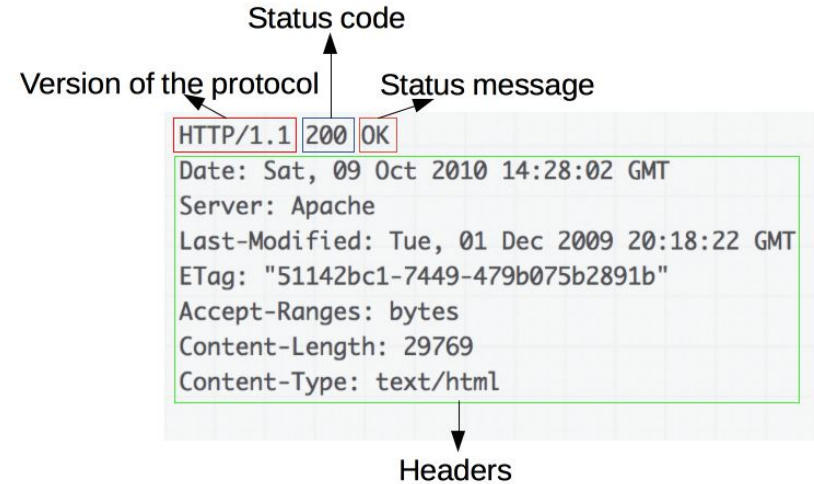 Status code
Version of the protocol Status message
HTTP/1.1 200 OK
Date: Sat, 09 Oct 2010 14:28:02 GMT
Server: Apache
Last-Modified: Tue, 01 Dec 2009 20:18:22 GMT
ETag: "51142bc1-7449-479b075b2891b"
Accept-Ranges: bytes
Content-Length: 29769
Content-Type: text/html
Headers